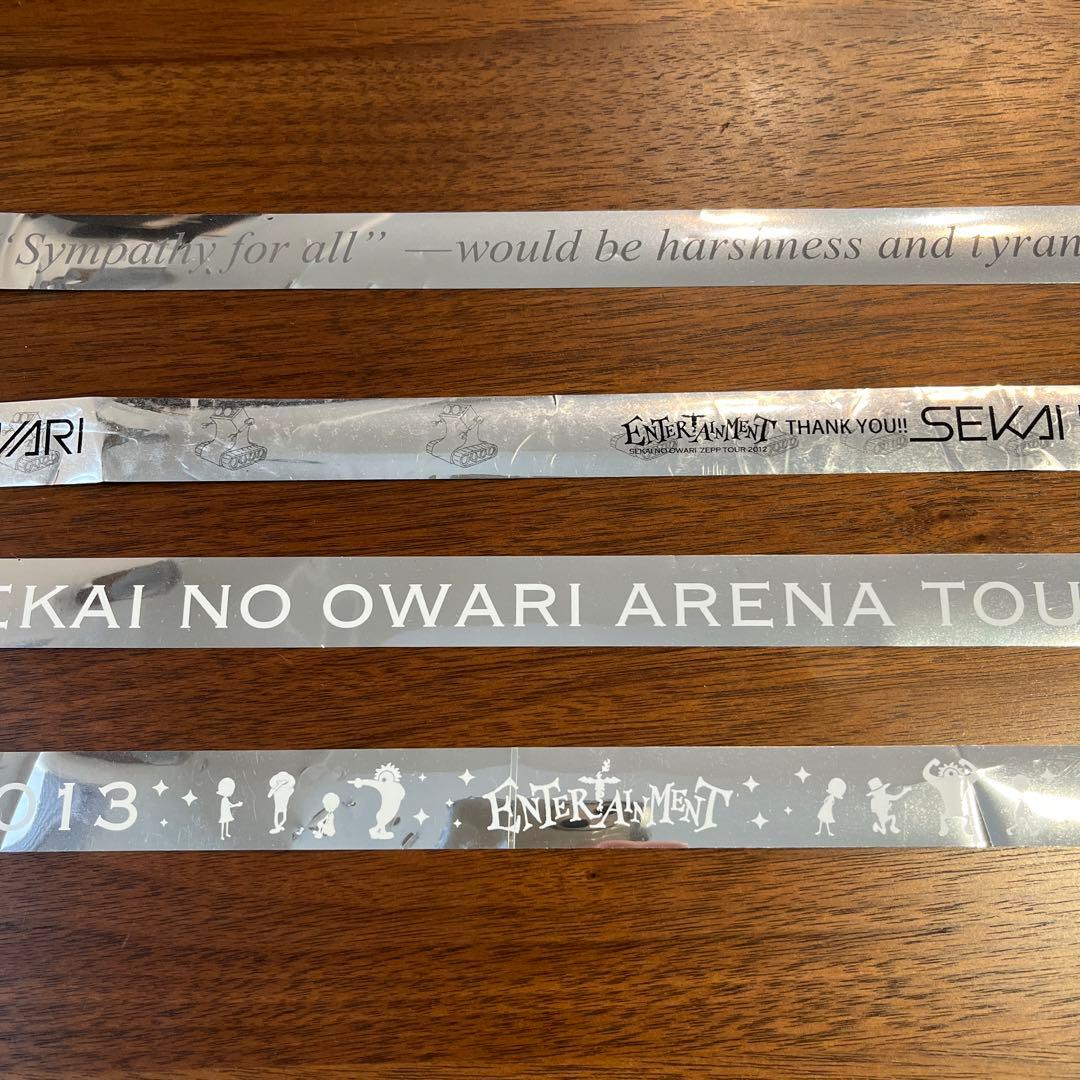 “Sympathy for all” —would be harshness and tyran
WARI ENTERTAINMENT THANK YOU!! SEKAI
SEKAI NO OWARI ZEPP TOUR 2012
EKAI NO OWARI ARENA TOU
013 ENTERTAINMENT